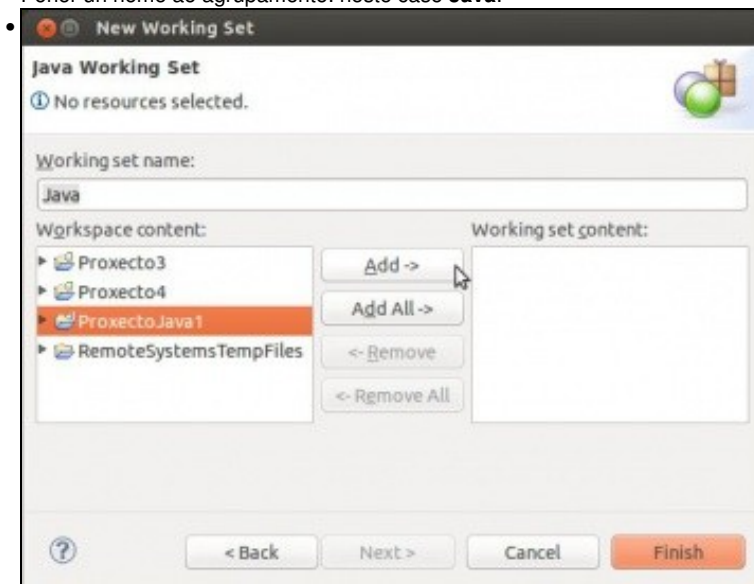 New Working Set
Java Working Set
No resources selected.
Working set name:
Java
Workspace content:
Working set content:
Proxecto3
Proxecto4
ProxectoJava1
RemoteSystemsTempFiles
Add ->
Add All ->
<- Remove
<- Remove All
< Back
Next >
Cancel
Finish